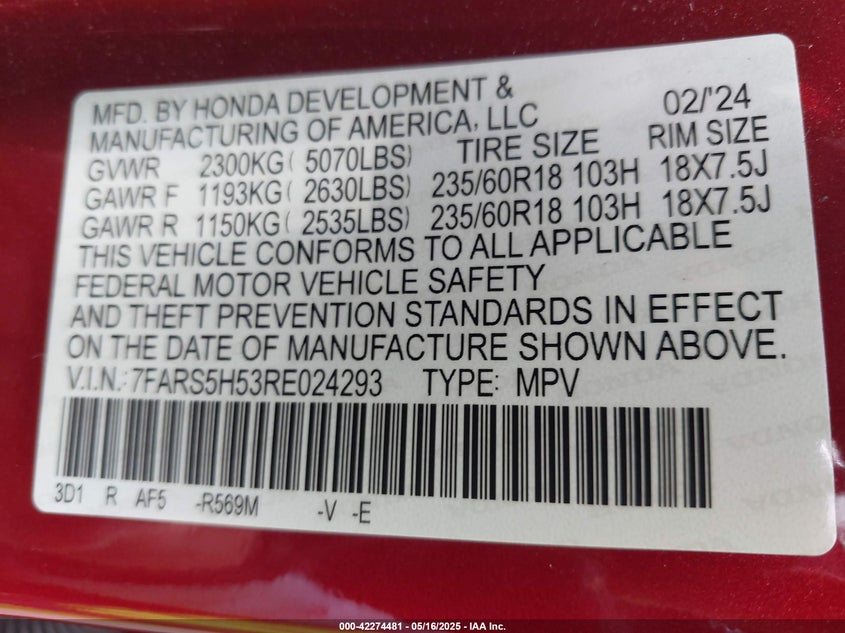 MFD. BY HONDA DEVELOPMENT &
MANUFACTURING OF AMERICA, LLC 02/'24
GVWR 2300KG( 5070LBS) TIRE SIZE RIM SIZE
GAWR F 1193KG( 2630LBS) 235/60R18 103H 18X7.5J
GAWR R 1150KG( 2535LBS) 235/60R18 103H 18X7.5J
THIS VEHICLE CONFORMS TO ALL APPLICABLE
FEDERAL MOTOR VEHICLE SAFETY
AND THEFT PREVENTION STANDARDS IN EFFECT
ON THE DATE OF MANUFACTURE SHOWN ABOVE.
V.I.N.: 7FARS5H53RE024293 TYPE: MPV
3D1 R AF5 -R569M -V -E
000-42274481 - 05/16/2025 - IAA Inc.